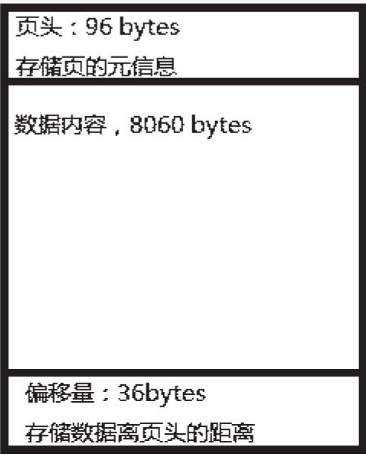 页头：96 bytes
存储页的元信息
数据内容，8060 bytes
偏移量：36bytes
存储数据离页头的距离